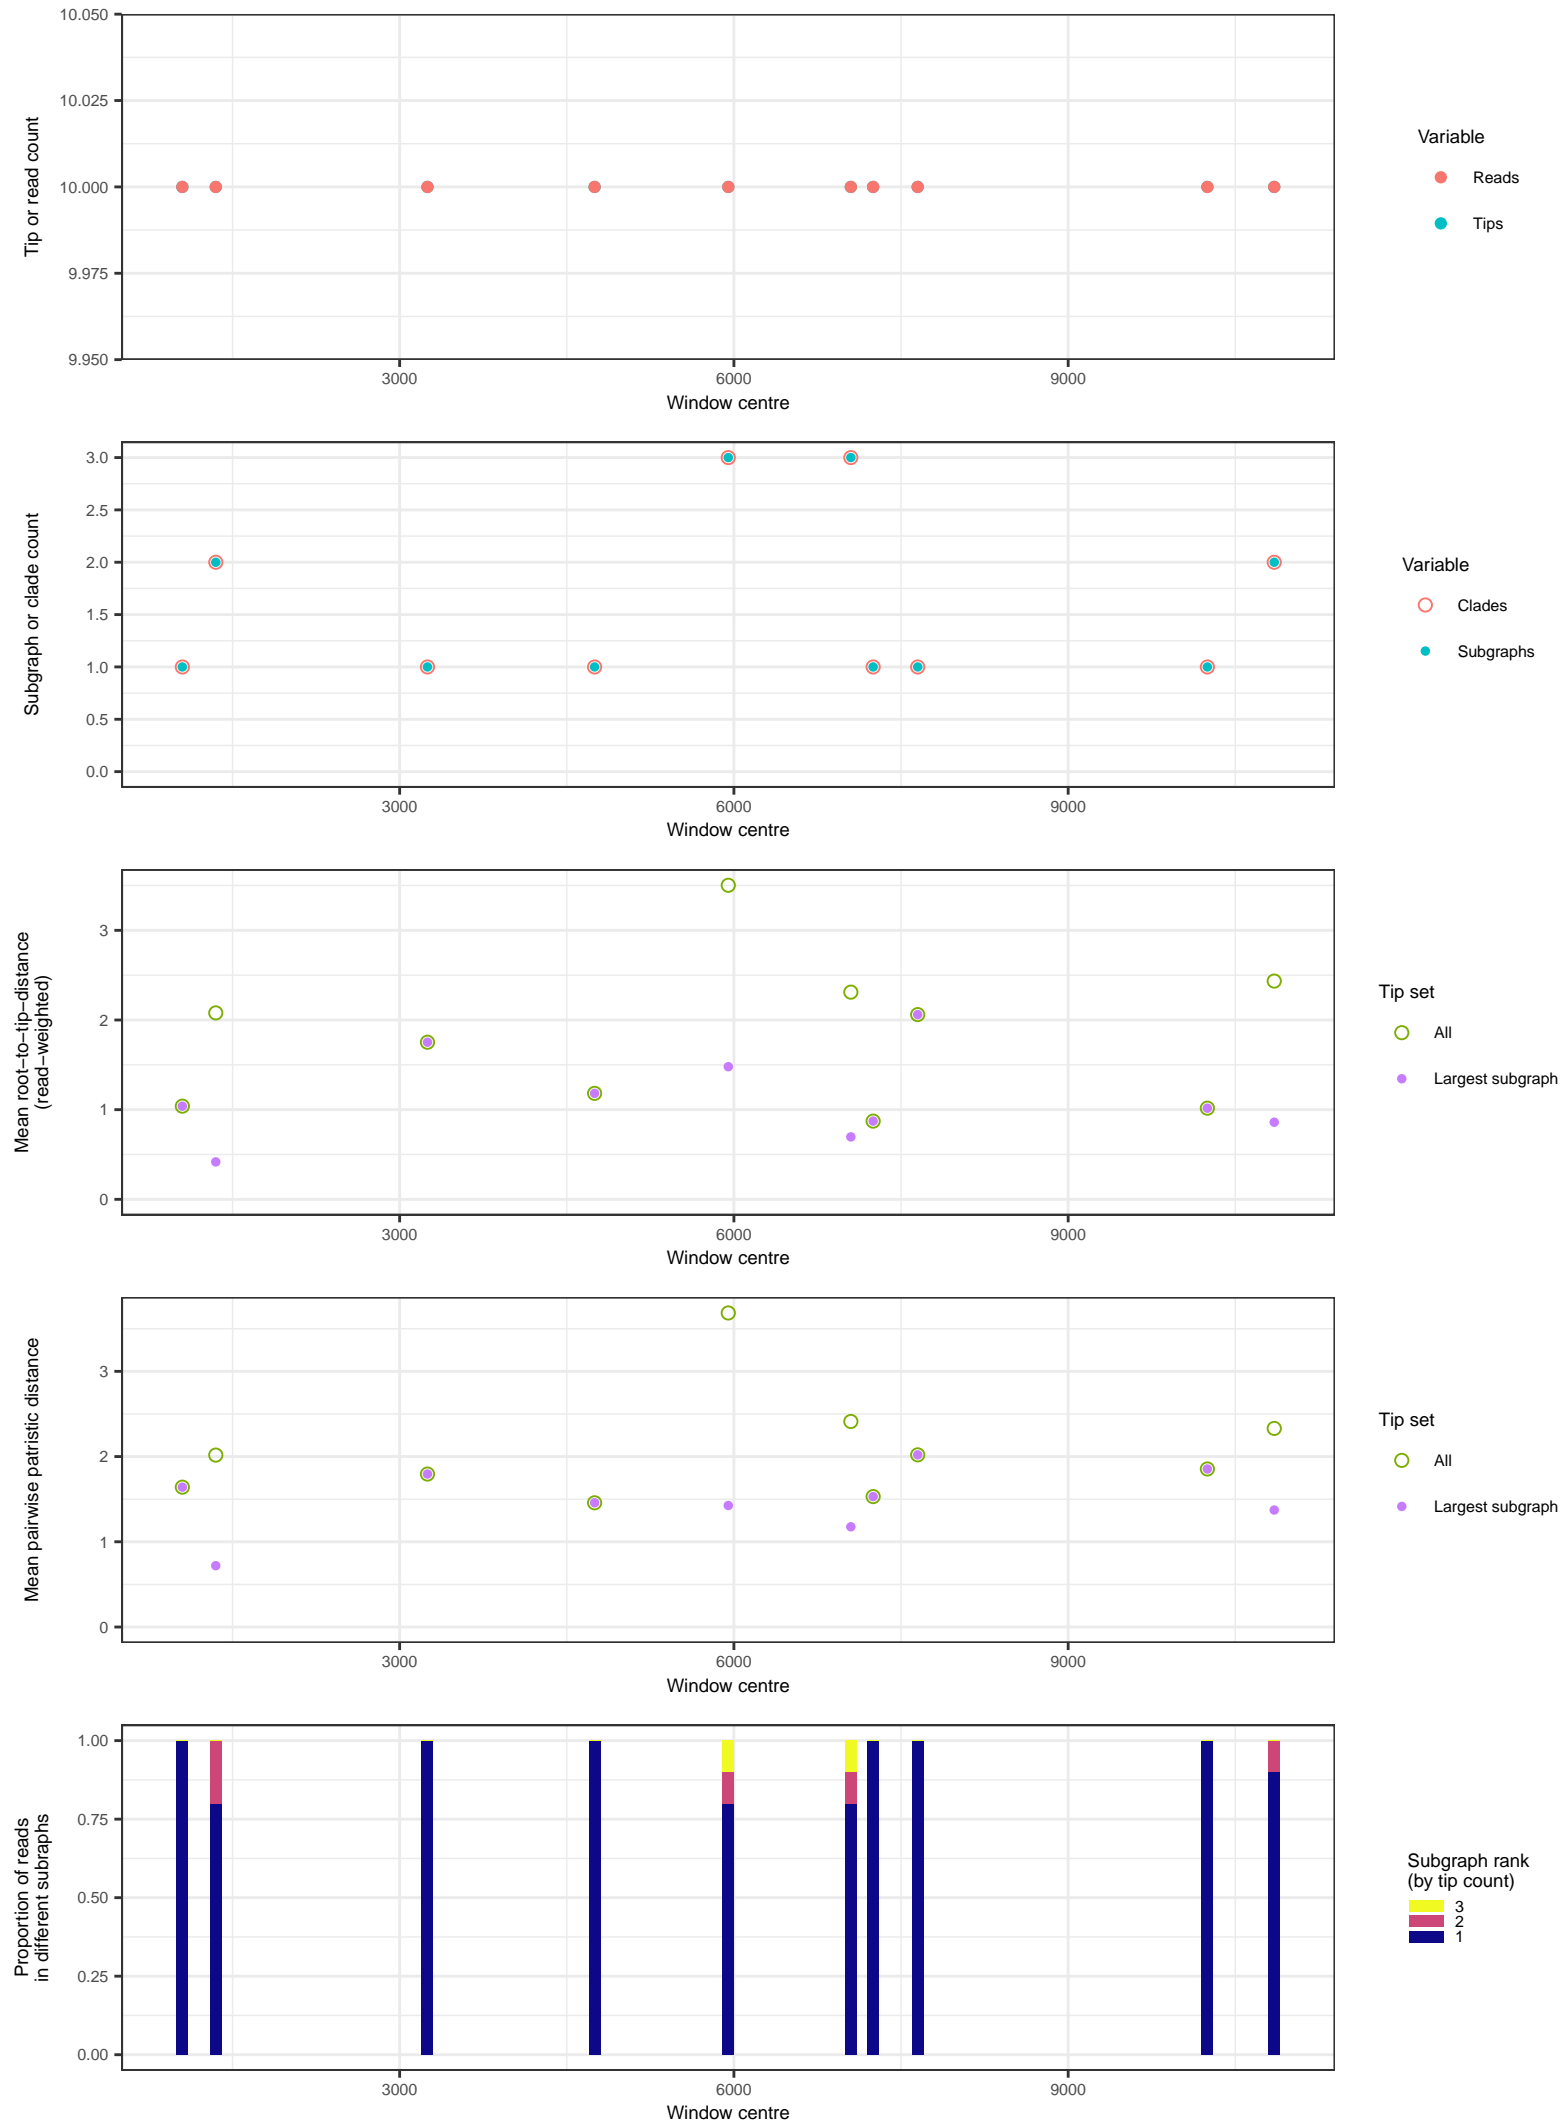 10.050
10.025
10.000
9.975
9.950
Tip or read count
3000
6000
9000
Window centre
Variable
Reads
Tips
3.0
2.5
2.0
1.5
1.0
0.5
0.0
Subgraph or clade count
3000
6000
9000
Window centre
Variable
Clades
Subgraphs
3
2
1
0
Mean root−to−tip−distance
(read−weighted)
3000
6000
9000
Window centre
Tip set
All
Largest subgraph
3
2
1
0
Mean pairwise patristic distance
3000
6000
9000
Window centre
Tip set
All
Largest subgraph
1.00
0.75
0.50
0.25
0.00
Proportion of reads
in different subraphs
3000
6000
9000
Window centre
Subgraph rank
(by tip count)
3
2
1